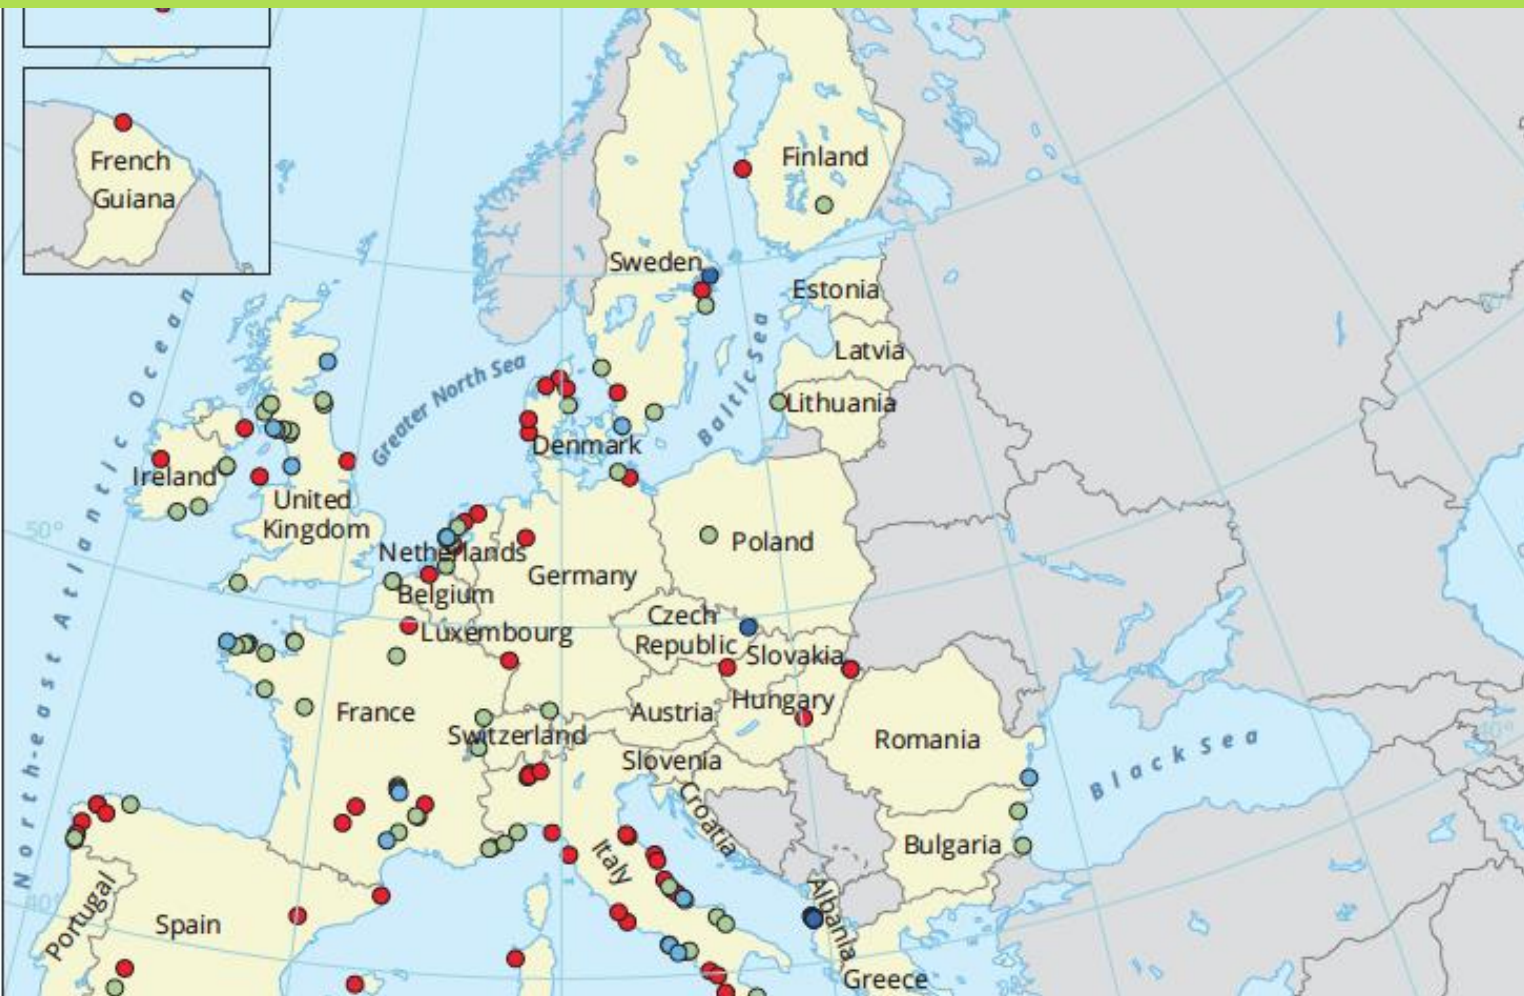 French
Guiana
Finland
Sweden
Estonia
Latvia
Lithuania
Baltic Sea
Greater North Sea
Denmark
North-east Atlantic Ocean
Ireland
United
Kingdom
50°
Netherlands
Germany
Poland
Belgium
Luxembourg
Czech
Republic
Slovakia
France
Hungary
Austria
Switzerland
Slovenia
Romania
Black Sea
40°
Croatia
Bulgaria
Italy
Albania
Portugal
Spain
40°
Greece